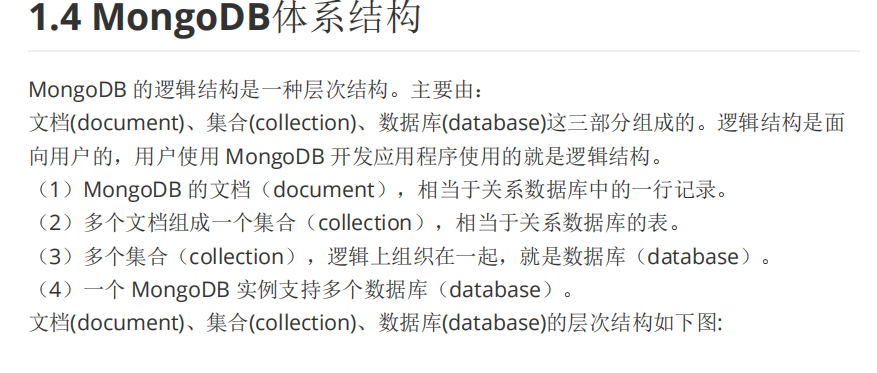 1.4 MongoDB体系结构
MongoDB 的逻辑结构是一种层次结构。主要由：
文档(document)、集合(collection)、数据库(database)这三部分组成的。逻辑结构是面
向用户的，用户使用 MongoDB 开发应用程序使用的就是逻辑结构。
（1）MongoDB 的文档（document），相当于关系数据库中的一行记录。
（2）多个文档组成一个集合（collection），相当于关系数据库的表。
（3）多个集合（collection），逻辑上组织在一起，就是数据库（database）。
（4）一个 MongoDB 实例支持多个数据库（database）。
文档(document)、集合(collection)、数据库(database)的层次结构如下图: